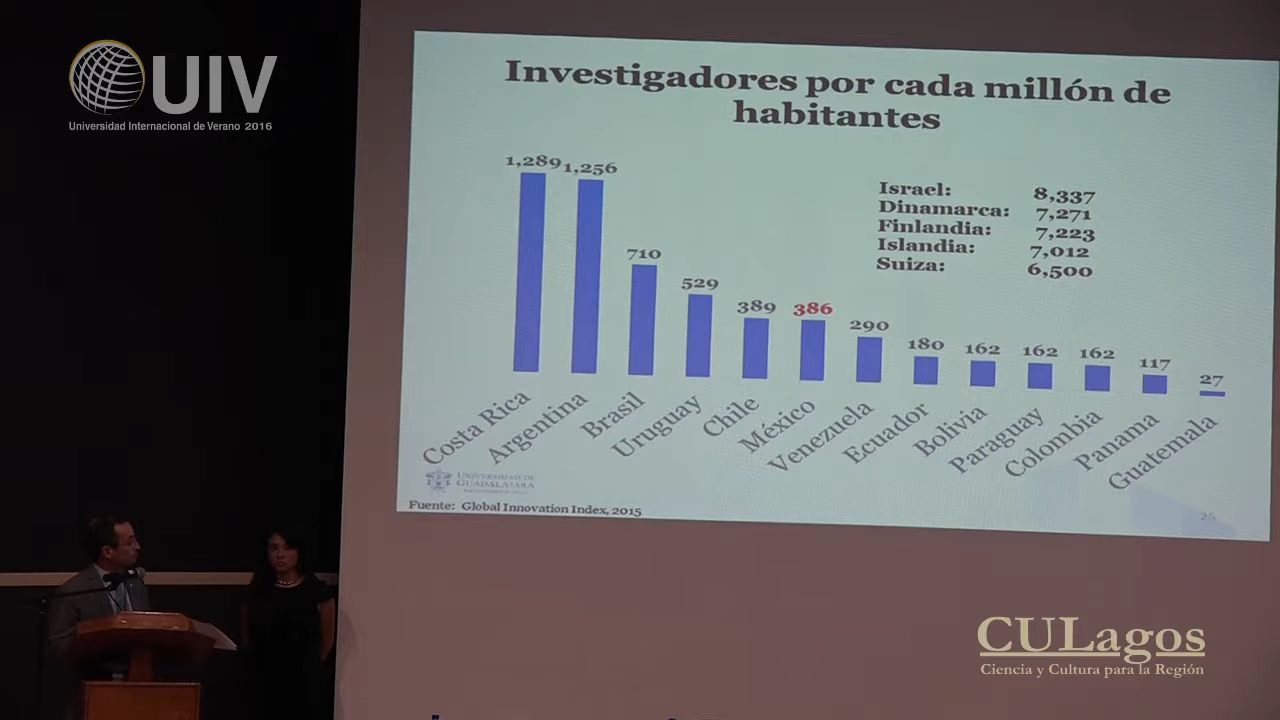 UIV
Universidad Internacional de Verano 2016
Investigadores por cada millón de
habitantes
1,289
1,256
710
529
389
386
290
180
162
162
162
117
27
Israel: 8,337
Dinamarca: 7,271
Finlandia: 7,223
Islandia: 7,012
Suiza: 6,500
Costa Rica
Argentina
Brasil
Uruguay
Chile
México
Venezuela
Ecuador
Bolivia
Paraguay
Colombia
Panama
Guatemala
UNIVERSIDAD DE
GUADALAJARA
Fuente: Global Innovation Index, 2015
25
CULagos
Ciencia y Cultura para la Región